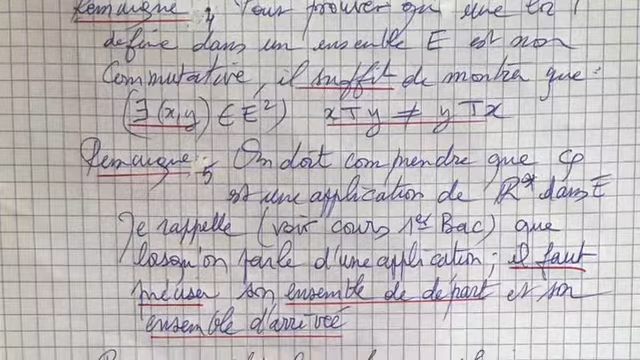 Remarque 4 Pour prouver qu'une loi T
définie dans un ensemble E est non
Commutative, il suffit de montrer que :
(∃(x,y) ∈ E²) x T y ≠ y T x
Remarque : 5 On doit comprendre que φ
est une application de R* dans E
Je rappelle (voir cours 1er Bac) que
lorsqu'on parle d'une application ; il faut
préciser son ensemble de départ et son
ensemble d'arrivée